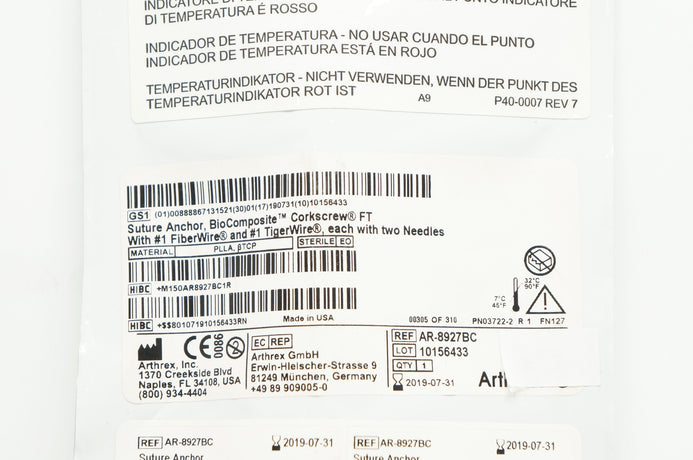 DI TEMPERATURA É ROSSO
INDICADOR DE TEMPERATURA - NO USAR CUANDO EL PUNTO
INDICADOR DE TEMPERATURA ESTÁ EN ROJO
TEMPERATURINDIKATOR - NICHT VERWENDEN, WENN DER PUNKT DES
TEMPERATURINDIKATOR ROT IST
A9 P40-0007 REV 7
GS1 (01)00888867131521(30)01(17)190731(10)10156433
Suture Anchor, BioComposite™ Corkscrew® FT
With #1 FiberWire® and #1 TigerWire®, each with two Needles
MATERIAL PLLA, βTCP STERILE EO
HIBC +M150AR8927BC1R
32°C
90°F
7°C
45°F
HIBC +$$801071910156433RN Made in USA 00305 OF 310 PN03722-2 R 1 FN127
CE 0086 2
Arthrex, Inc.
1370 Creekside Blvd
Naples, FL 34108, USA
(800) 934-4404
EC REP
Arthrex GmbH
Erwin-Hielscher-Strasse 9
81249 München, Germany
+49 89 909005-0
REF AR-8927BC
LOT 10156433
QTY 1
2019-07-31
REF AR-8927BC 2019-07-31
Suture Anchor
REF AR-8927BC 2019-07-31
Suture Anchor